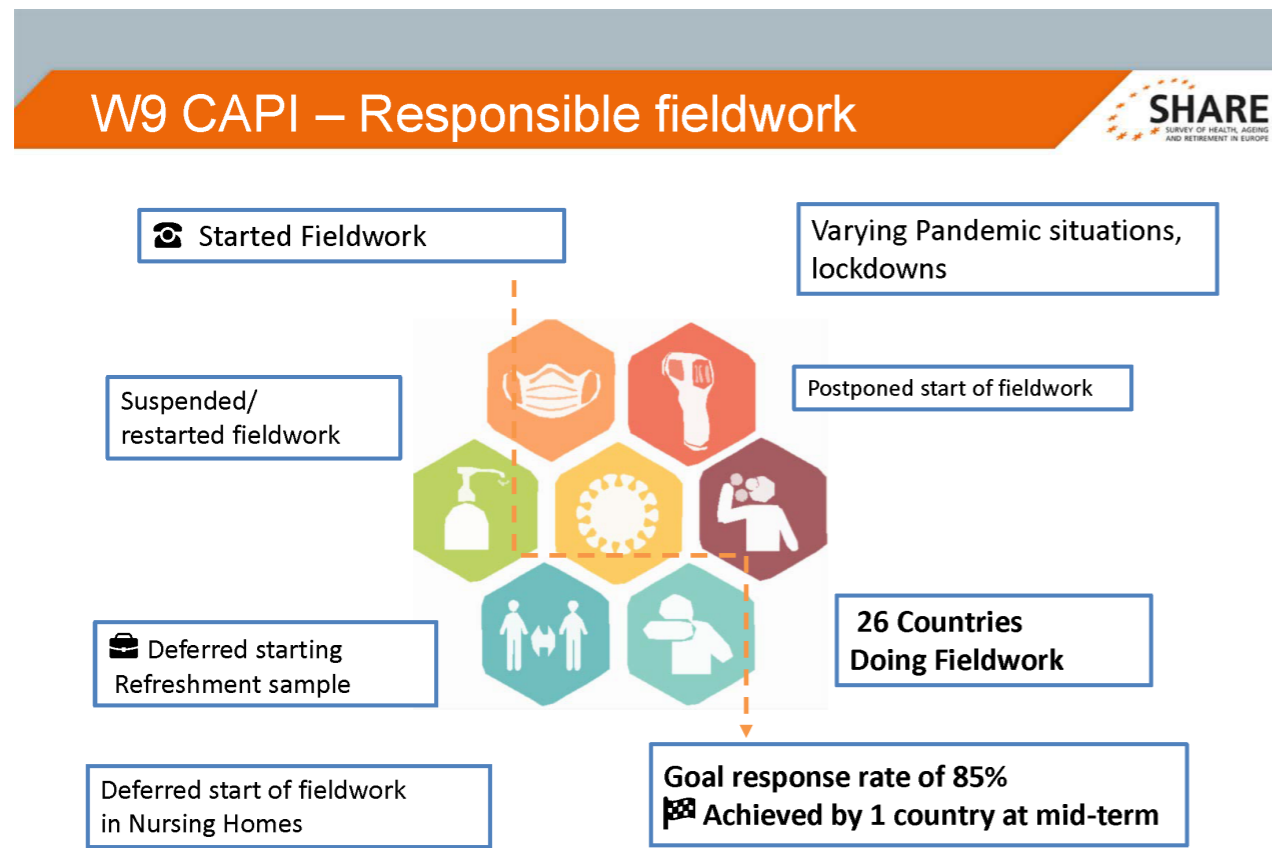 W9 CAPI – Responsible fieldwork
SHARE
SURVEY OF HEALTH, AGEING
AND RETIREMENT IN EUROPE
Started Fieldwork
Varying Pandemic situations,
lockdowns
Suspended/
restarted fieldwork
Postponed start of fieldwork
Deferred starting
Refreshment sample
26 Countries
Doing Fieldwork
Deferred start of fieldwork
in Nursing Homes
Goal response rate of 85%
Achieved by 1 country at mid-term